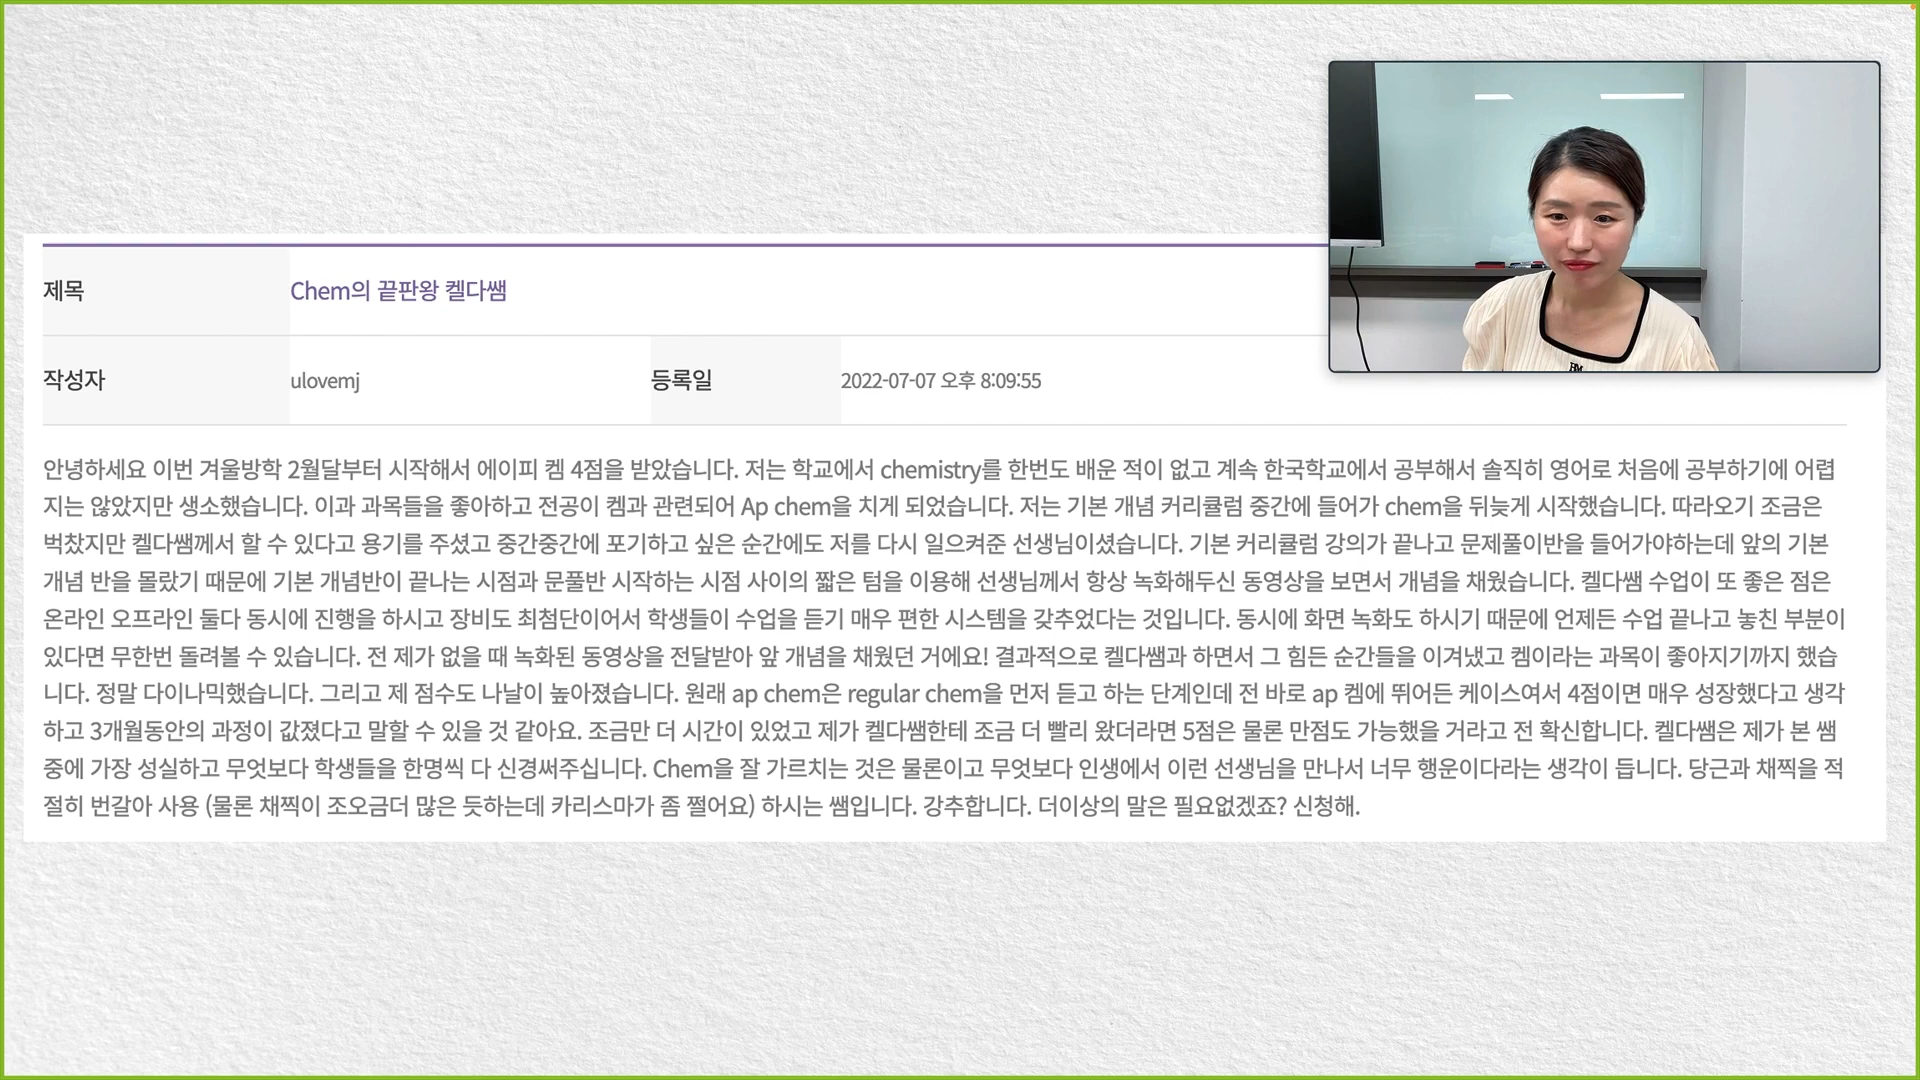 제목
Chem의 끝판왕 켈다쌤
작성자
ulovemj
등록일
2022-07-07 오후 8:09:55
안녕하세요 이번 겨울방학 2월달부터 시작해서 에이피 켐 4점을 받았습니다. 저는 학교에서 chemistry를 한번도 배운 적이 없고 계속 한국학교에서 공부해서 솔직히 영어로 처음에 공부하기에 어렵
지는 않았지만 생소했습니다. 이과 과목들을 좋아하고 전공이 켐과 관련되어 Ap chem을 치게 되었습니다. 저는 기본 개념 커리큘럼 중간에 들어가 chem을 뒤늦게 시작했습니다. 따라오기 조금은
벅찼지만 켈다쌤께서 할 수 있다고 용기를 주셨고 중간중간에 포기하고 싶은 순간에도 저를 다시 일으켜준 선생님이셨습니다. 기본 커리큘럼 강의가 끝나고 문제풀이반을 들어가야하는데 앞의 기본
개념 반을 몰랐기 때문에 기본 개념반이 끝나는 시점과 문풀반 시작하는 시점 사이의 짧은 텀을 이용해 선생님께서 항상 녹화해두신 동영상을 보면서 개념을 채웠습니다. 켈다쌤 수업이 또 좋은 점은
온라인 오프라인 둘다 동시에 진행을 하시고 장비도 최첨단이어서 학생들이 수업을 듣기 매우 편한 시스템을 갖추었다는 것입니다. 동시에 화면 녹화도 하시기 때문에 언제든 수업 끝나고 놓친 부분이
있다면 무한번 돌려볼 수 있습니다. 전 제가 없을 때 녹화된 동영상을 전달받아 앞 개념을 채웠던 거에요! 결과적으로 켈다쌤과 하면서 그 힘든 순간들을 이겨냈고 켐이라는 과목이 좋아지기까지 했습
니다. 정말 다이나믹했습니다. 그리고 제 점수도 나날이 높아졌습니다. 원래 ap chem은 regular chem을 먼저 듣고 하는 단계인데 전 바로 ap 켐에 뛰어든 케이스여서 4점이면 매우 성장했다고 생각
하고 3개월동안의 과정이 값졌다고 말할 수 있을 것 같아요. 조금만 더 시간이 있었고 제가 켈다쌤한테 조금 더 빨리 왔더라면 5점은 물론 만점도 가능했을 거라고 전 확신합니다. 켈다쌤은 제가 본 쌤
중에 가장 성실하고 무엇보다 학생들을 한명씩 다 신경써주십니다. Chem을 잘 가르치는 것은 물론이고 무엇보다 인생에서 이런 선생님을 만나서 너무 행운이다라는 생각이 듭니다. 당근과 채찍을 적
절히 번갈아 사용 (물론 채찍이 조오금더 많은 듯하는데 카리스마가 좀 쩔어요) 하시는 쌤입니다. 강추합니다. 더이상의 말은 필요없겠죠? 신청해.